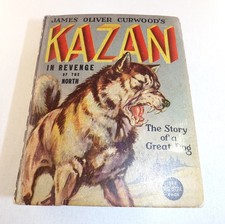 JAMES OLIVER CURWOOD'S
KAZAN
IN REVENGE
OF THE
NORTH
The Story
of a
Great Dog